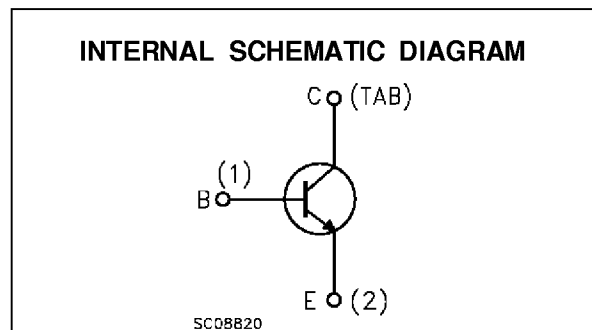 INTERNAL SCHEMATIC DIAGRAM
C (TAB)
(1)
B
E (2)
SC08820